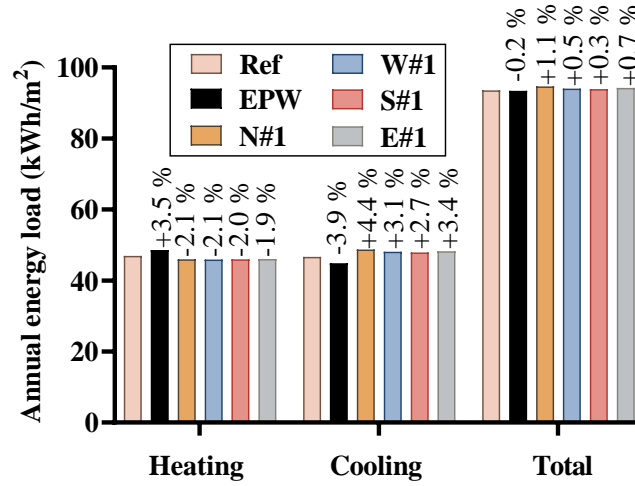 Annual energy load (kWh/m²)
100
80
60
40
20
0
Ref
EPW
N#1
W#1
S#1
E#1
+3.5 %
-2.1 %
-2.1 %
-2.0 %
-1.9 %
-3.9 %
+4.4 %
+3.1 %
+2.7 %
+3.4 %
-0.2 %
+1.1 %
+0.5 %
+0.3 %
+0.7 %
Heating
Cooling
Total